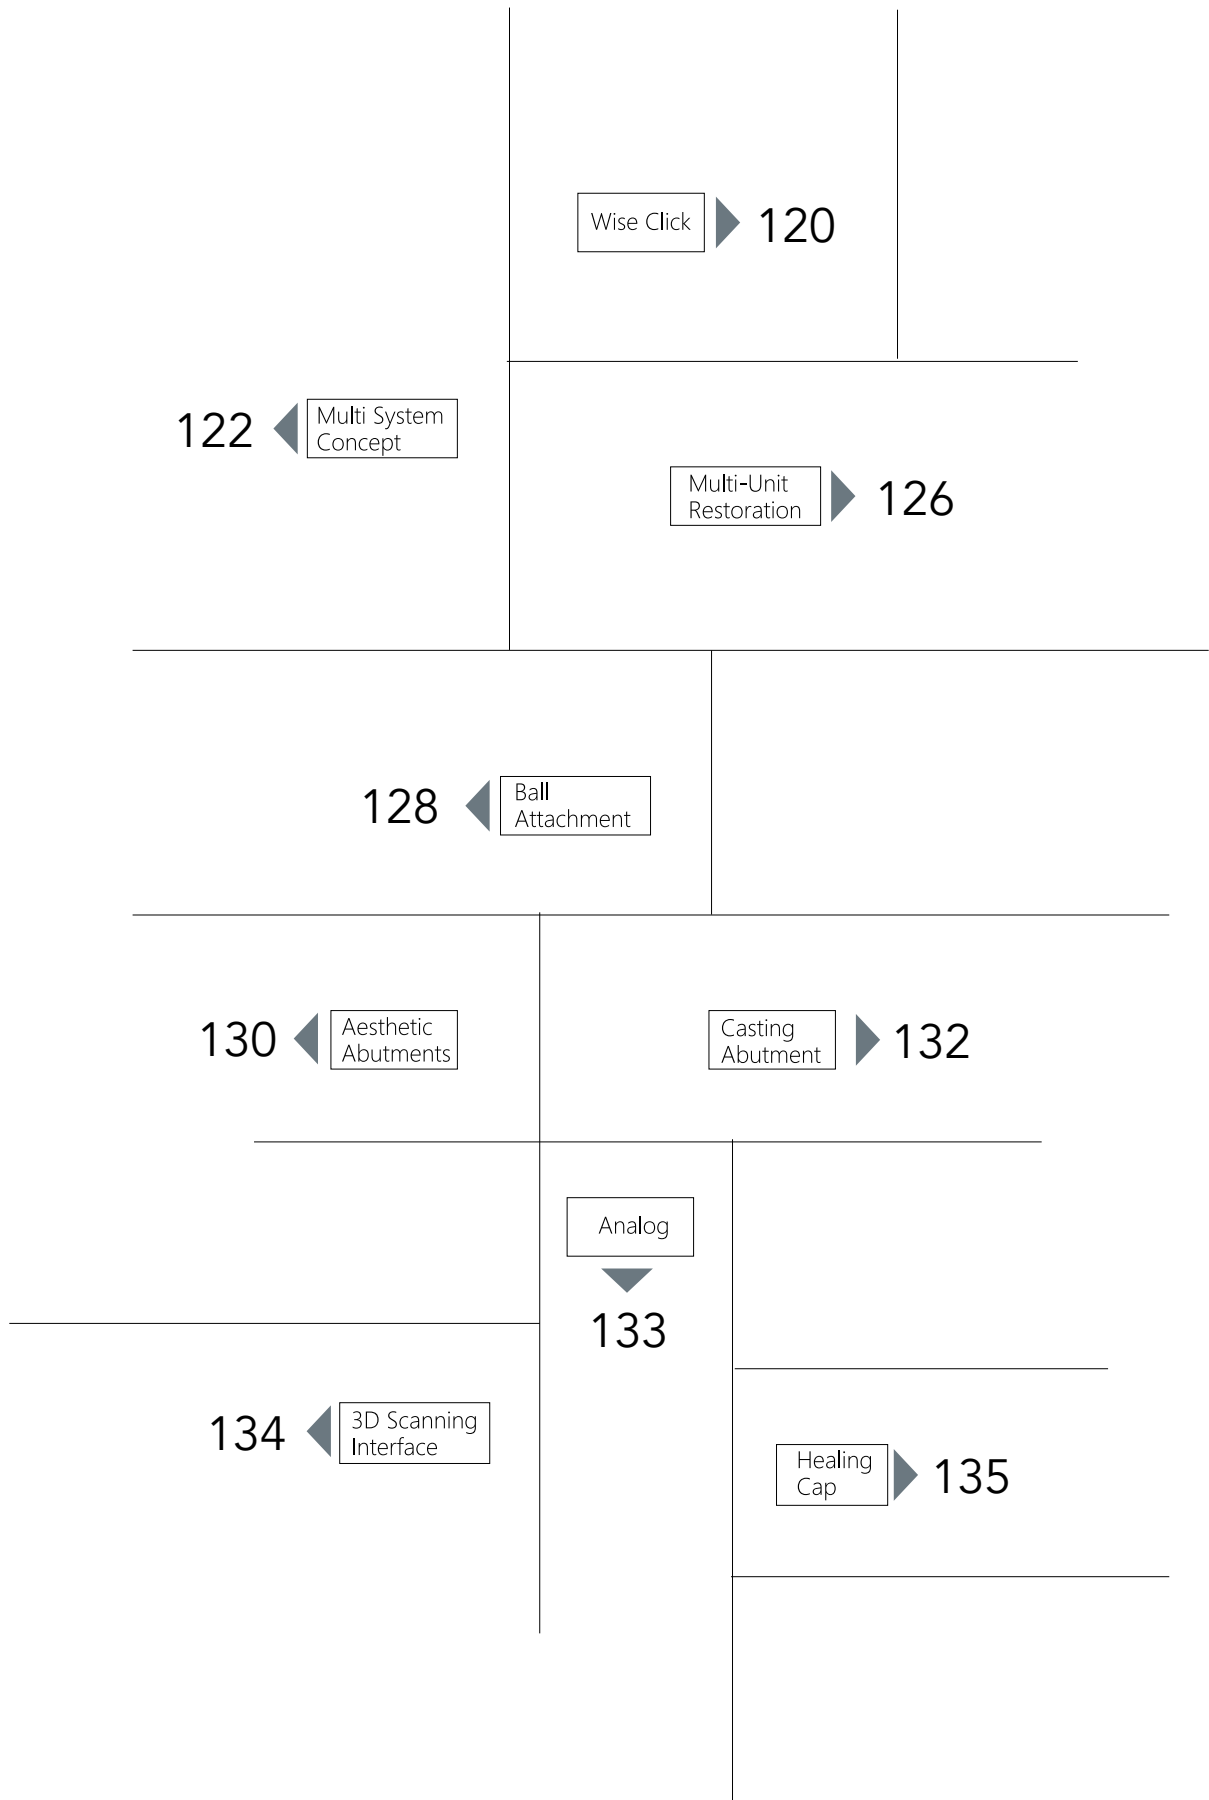 Wise Click
120
122
Multi System
Concept
Multi-Unit
Restoration
126
128
Ball
Attachment
130
Aesthetic
Abutments
Casting
Abutment
132
Analog
133
134
3D Scanning
Interface
Healing
Cap
135